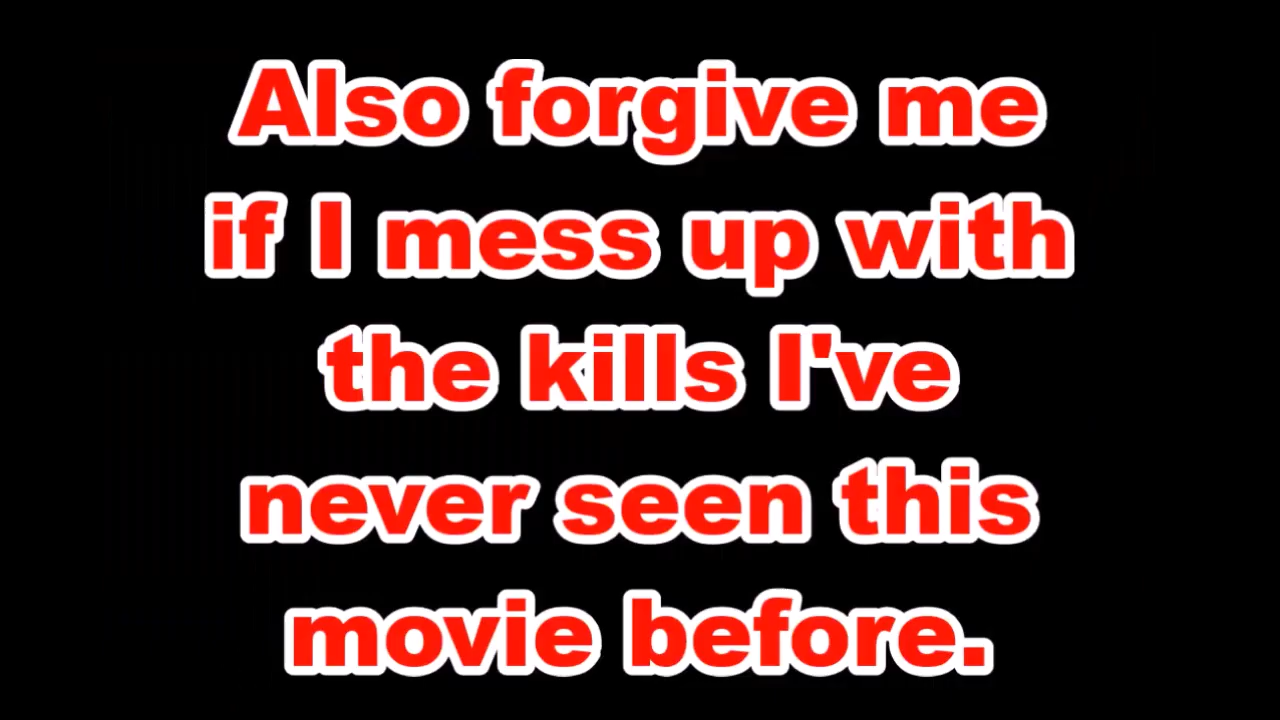 Also forgive me
if I mess up with
the kills I've
never seen this
movie before.